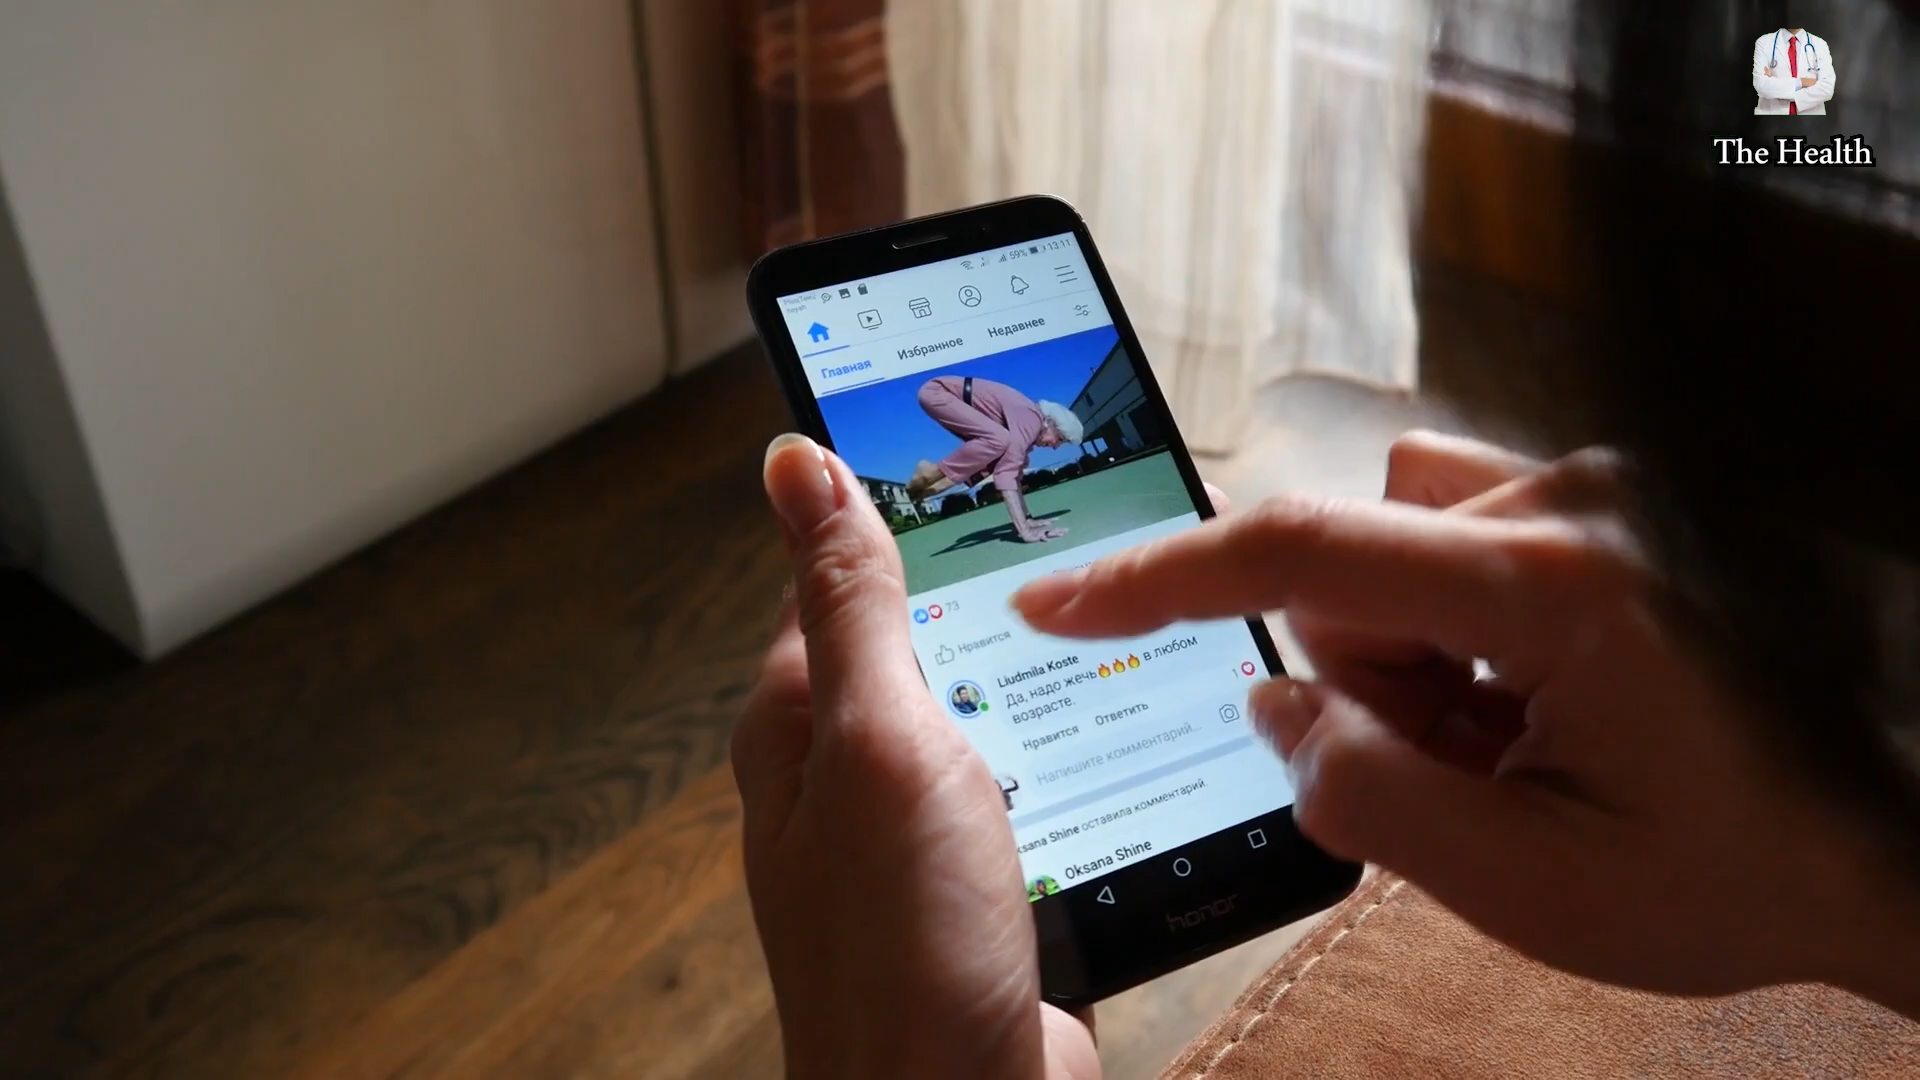 The Health
59% 13:11
Главная Избранное Недавнее
73
Нравится
Liudmila Koste
Да, надо жечь🔥🔥🔥 в любом
возрасте.
1
Нравится Ответить
Напишите комментарий...
ksana Shine оставила комментарий.
Oksana Shine
honor